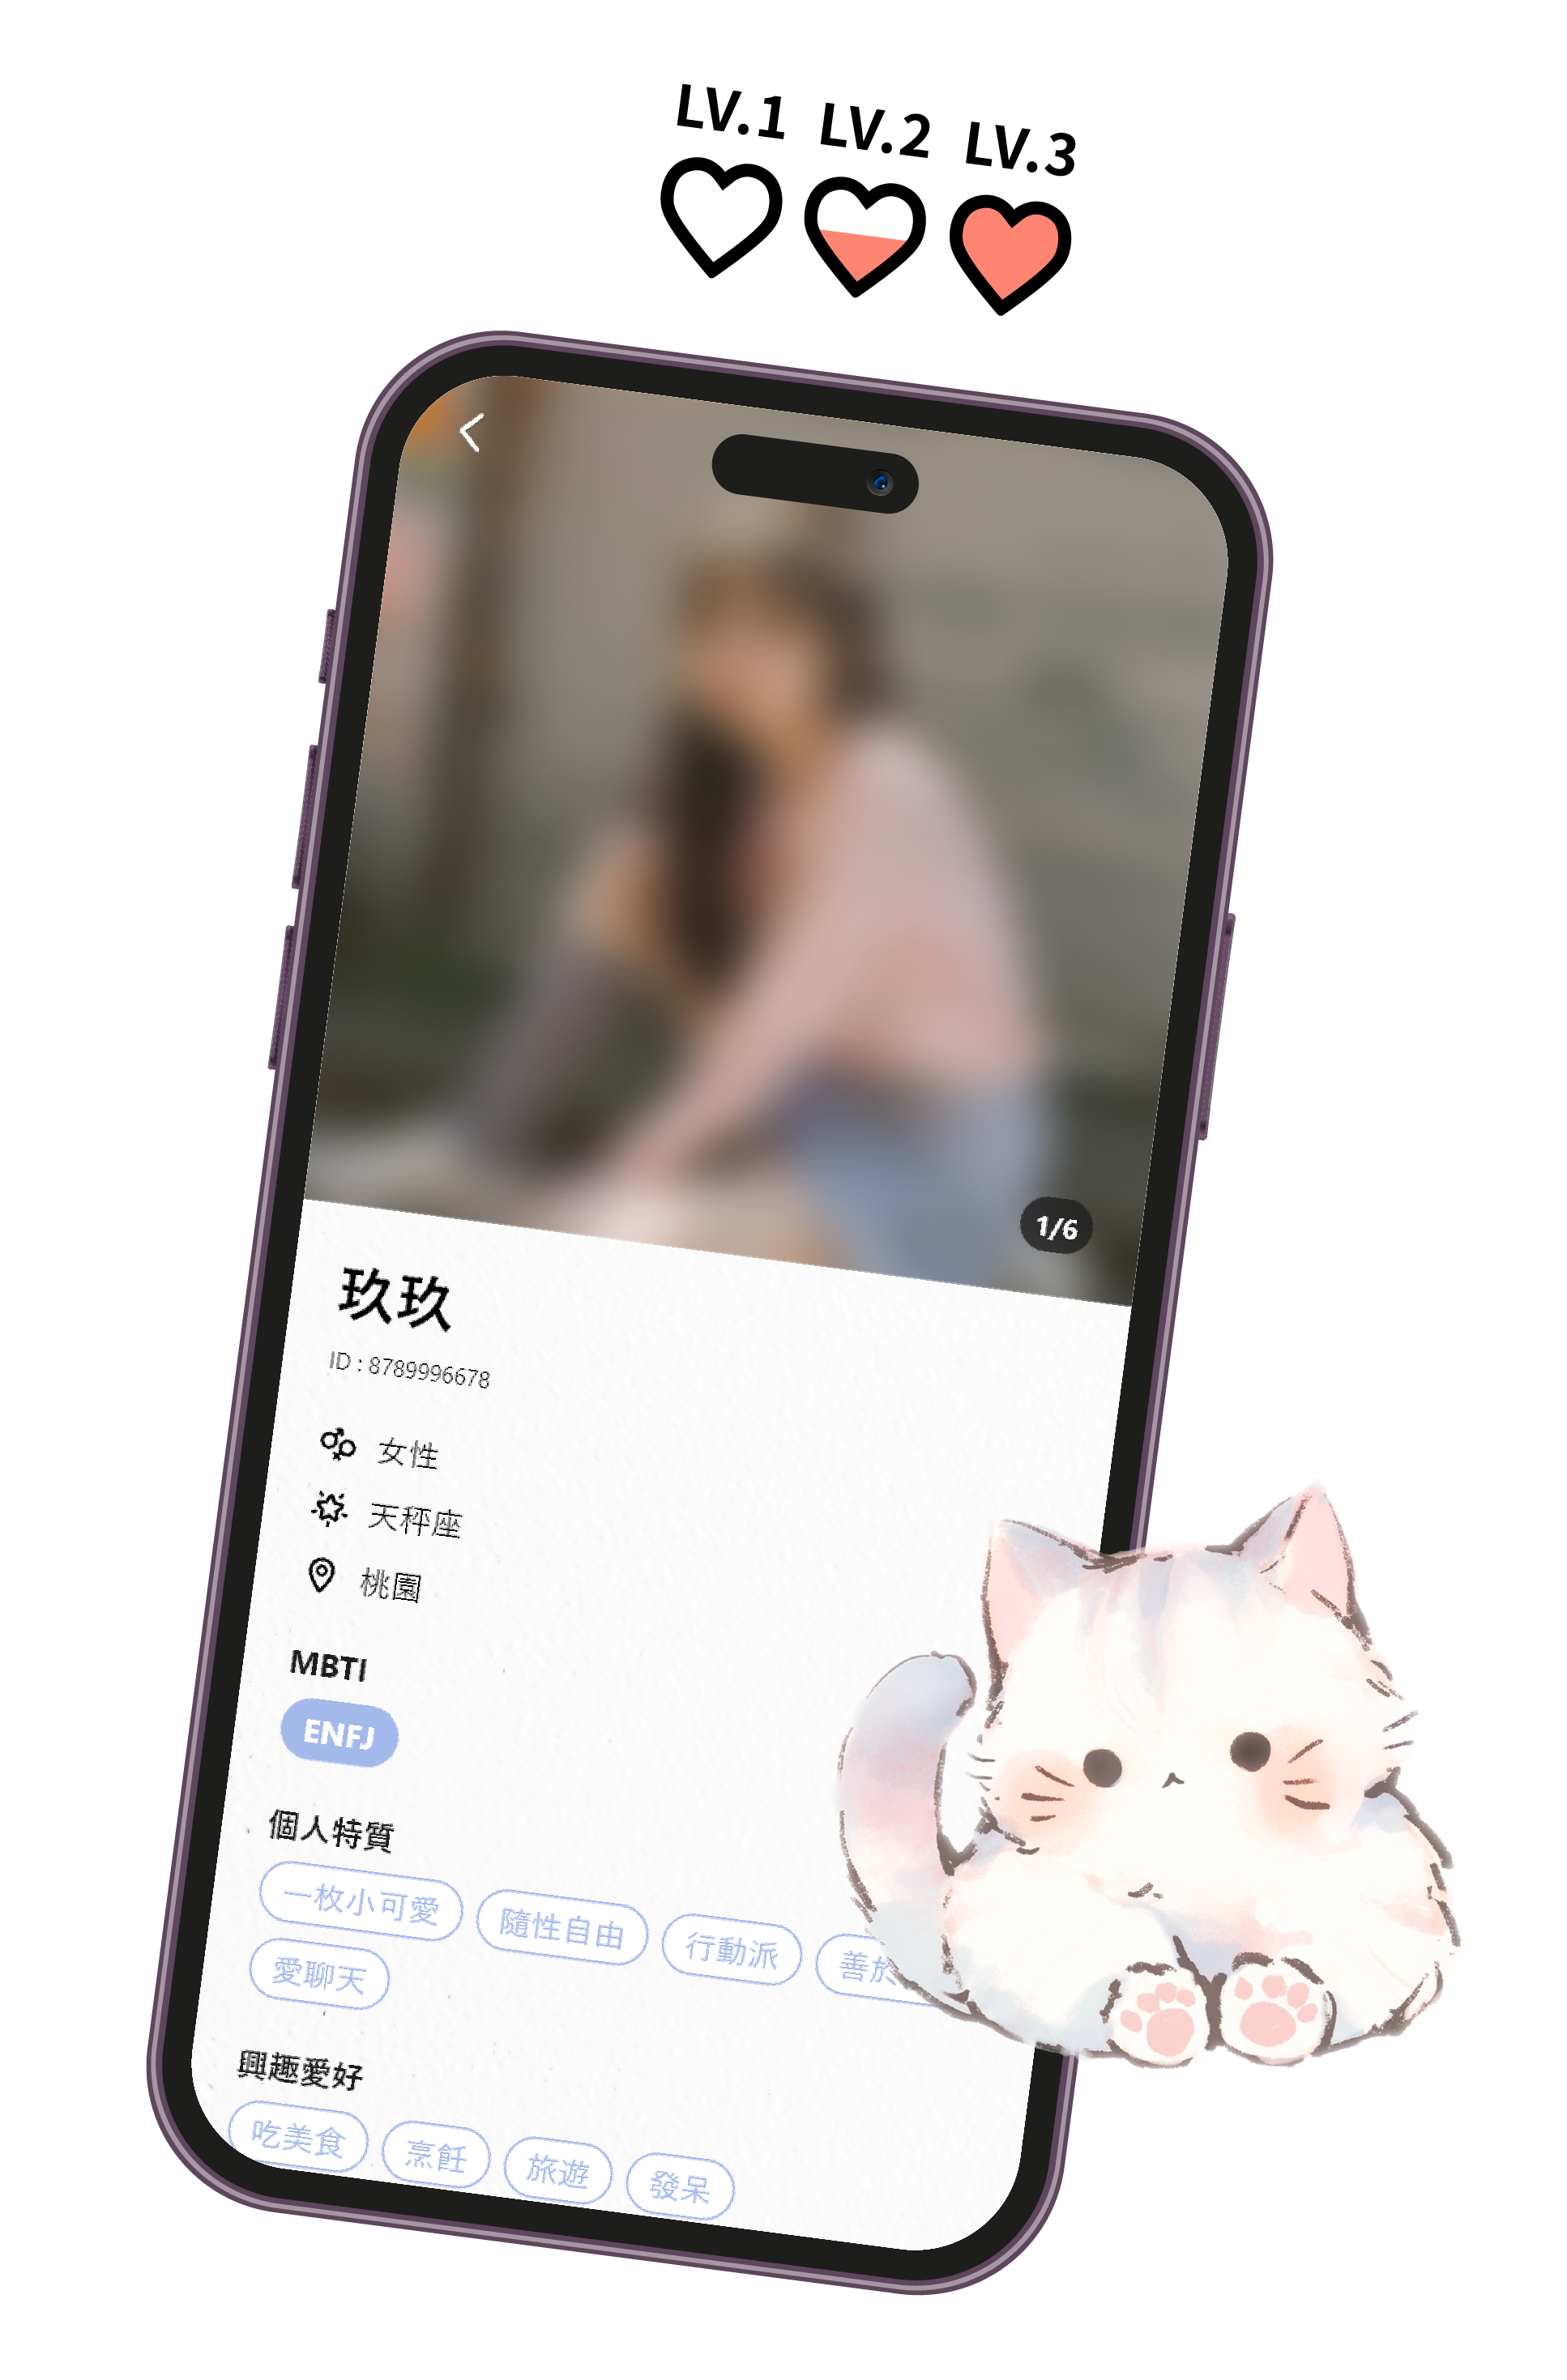 LV.1 LV.2 LV.3
1/6
玖玖
ID : 8789996678
女性
天秤座
桃園
MBTI
ENFJ
個人特質
一枚小可愛 隨性自由 行動派 善於
愛聊天
興趣愛好
吃美食 烹飪 旅遊 發呆